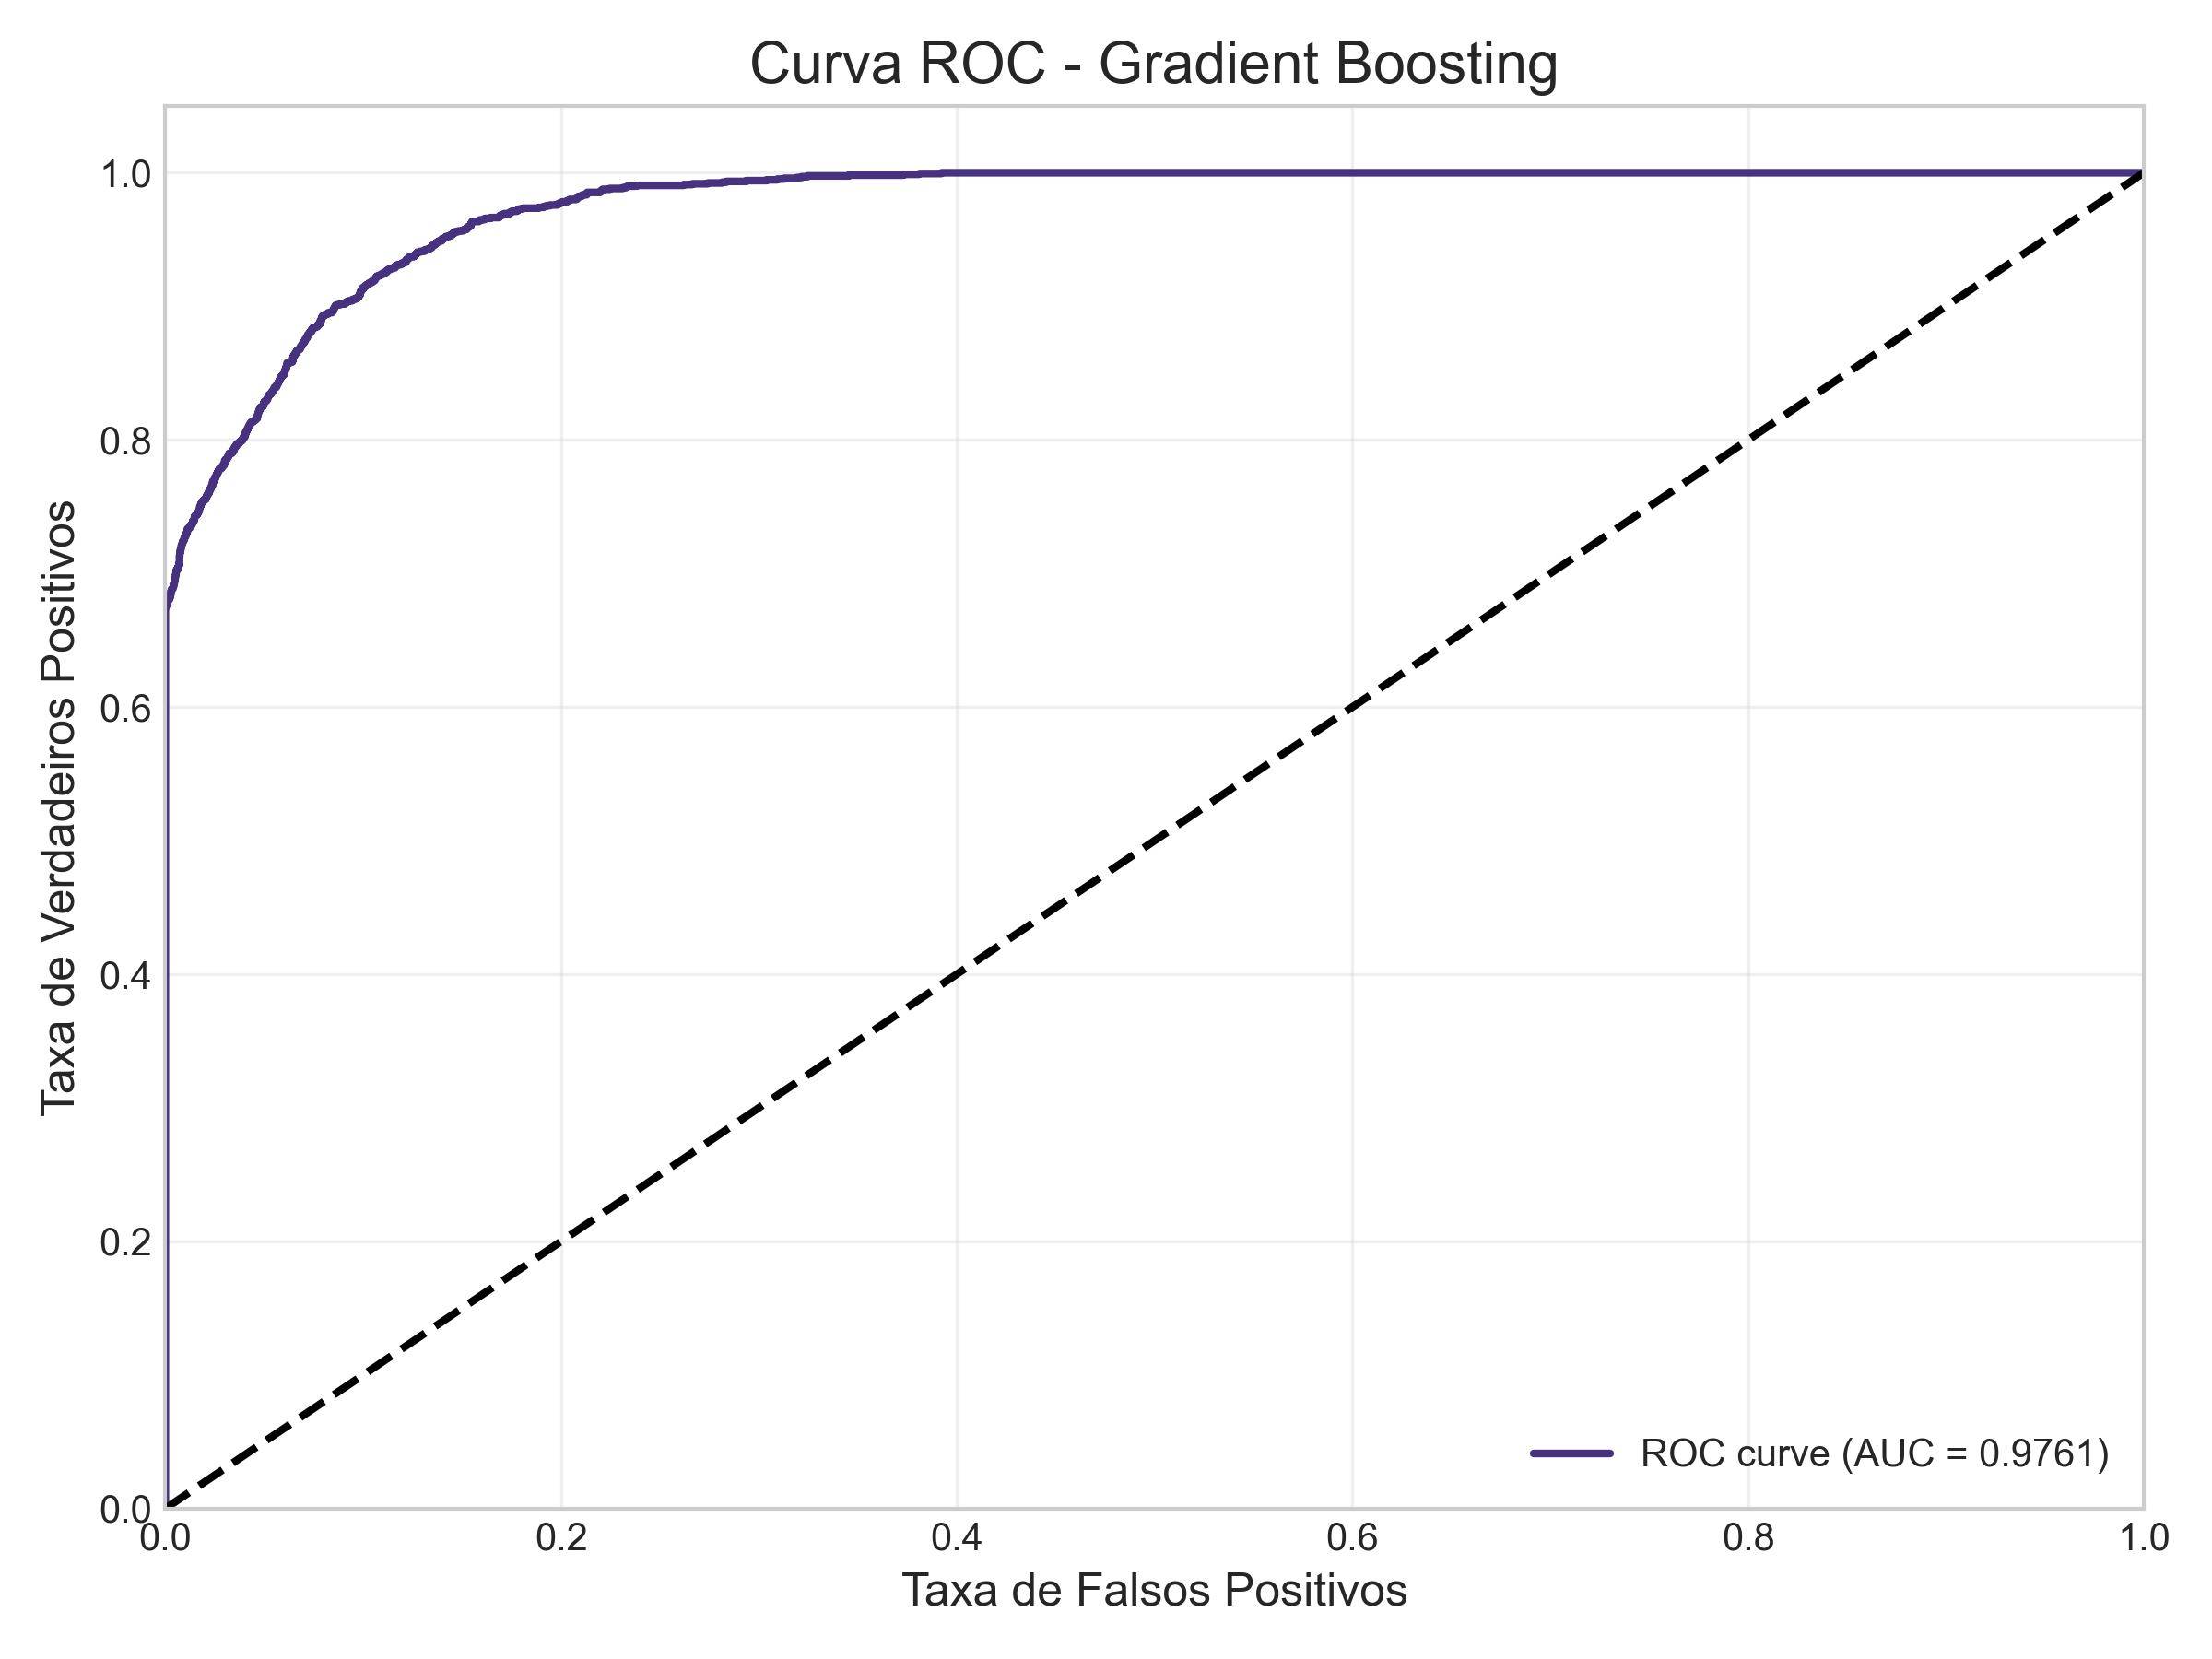 Curva ROC - Gradient Boosting
Taxa de Verdadeiros Positivos
1.0
0.8
0.6
0.4
0.2
0.0
0.0 0.2 0.4 0.6 0.8 1.0
ROC curve (AUC = 0.9761)
Taxa de Falsos Positivos